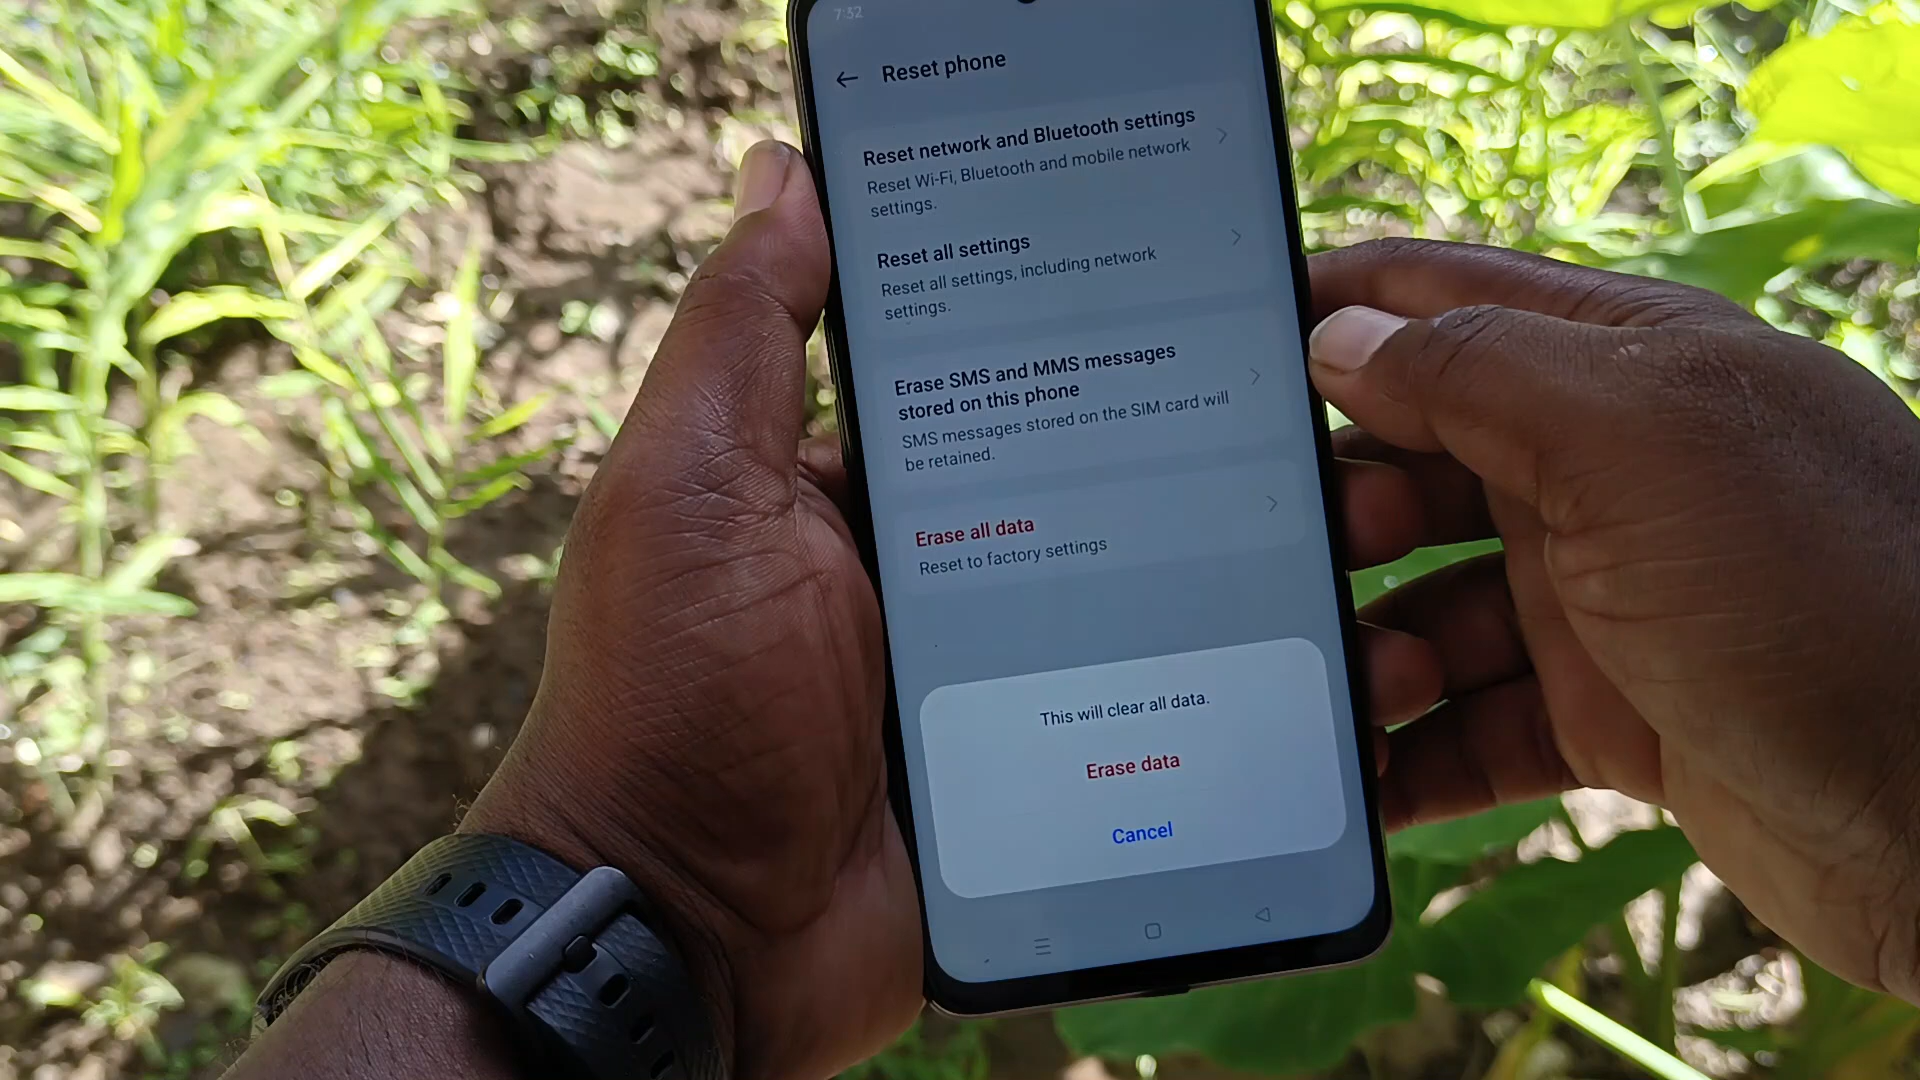 7:52
Reset phone
Reset network and Bluetooth settings
Reset Wi-Fi, Bluetooth and mobile network
settings.
Reset all settings
Reset all settings, including network
settings.
Erase SMS and MMS messages
stored on this phone
SMS messages stored on the SIM card will
be retained.
Erase all data
Reset to factory settings
This will clear all data.
Erase data
Cancel